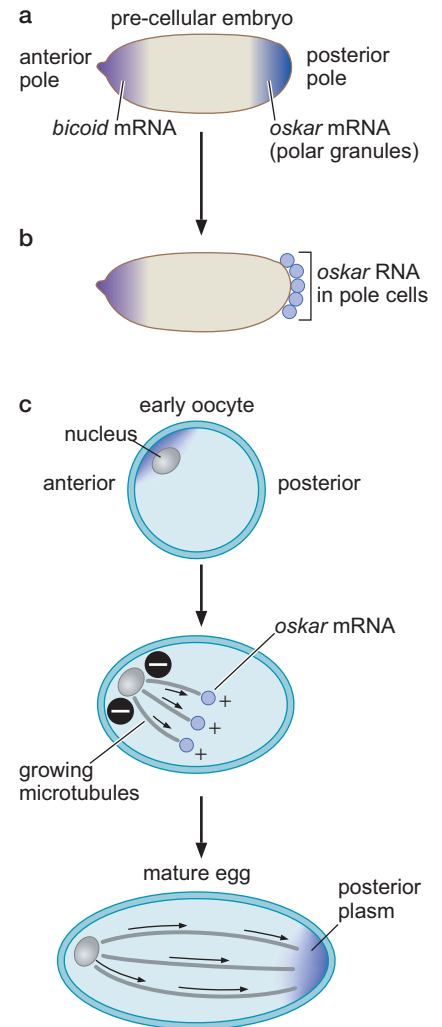 a
pre-cellular embryo
anterior
pole
posterior
pole
bicoid mRNA
oskar mRNA
(polar granules)
b
oskar RNA
in pole cells
c
early oocyte
nucleus
anterior
posterior
oskar mRNA
−
−
+
+
+
growing
microtubules
mature egg
posterior
plasm